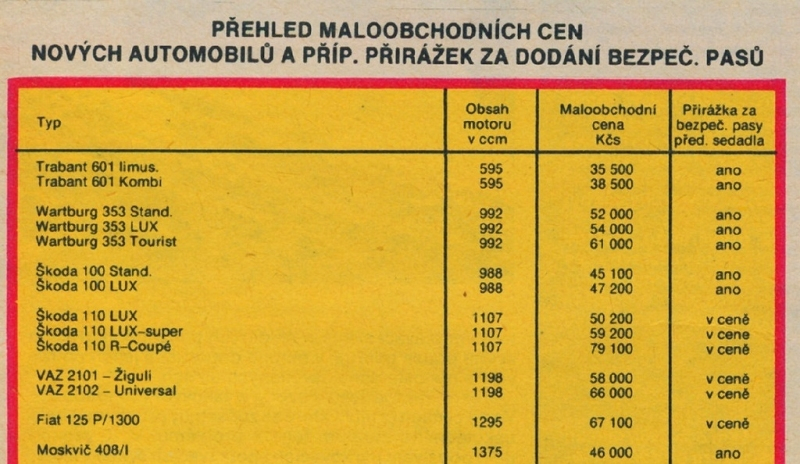 PŘEHLED MALOOBCHODNÍCH CEN
NOVÝCH AUTOMOBILŮ A PŘÍP. PŘIRÁŽEK ZA DODÁNÍ BEZPEČ. PASŮ
Typ Obsah motoru v ccm Maloobchodní cena Kčs Přirážka za bezpeč. pasy před. sedadla
Trabant 601 limus. 595 35 500 ano
Trabant 601 Kombi 595 38 500 ano
Wartburg 353 Stand. 992 52 000 ano
Wartburg 353 LUX 992 54 000 ano
Wartburg 353 Tourist 992 61 000 ano
Škoda 100 Stand. 988 45 100 ano
Škoda 100 LUX 988 47 200 ano
Škoda 110 LUX 1107 50 200 v ceně
Škoda 110 LUX–super 1107 59 200 v cene
Škoda 110 R–Coupé 1107 79 100 v ceně
VAZ 2101 – Žiguli 1198 58 000 v ceně
VAZ 2102 – Universal 1198 66 000 v ceně
Fiat 125 P/1300 1295 67 100 v ceně
Moskvič 408/I 1375 46 000 ano